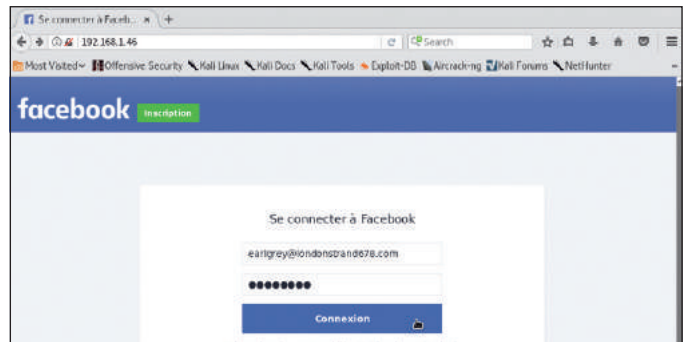 Se connecter à Faceb... × +
192.168.1.46 Search
Most Visited Offensive Security Kali Linux Kali Docs Kali Tools Exploit-DB Aircrack-ng Kali Forums NetHunter
facebook Inscription
Se connecter à Facebook
earlgrey@londonstrand678.com
●●●●●●●●
Connexion